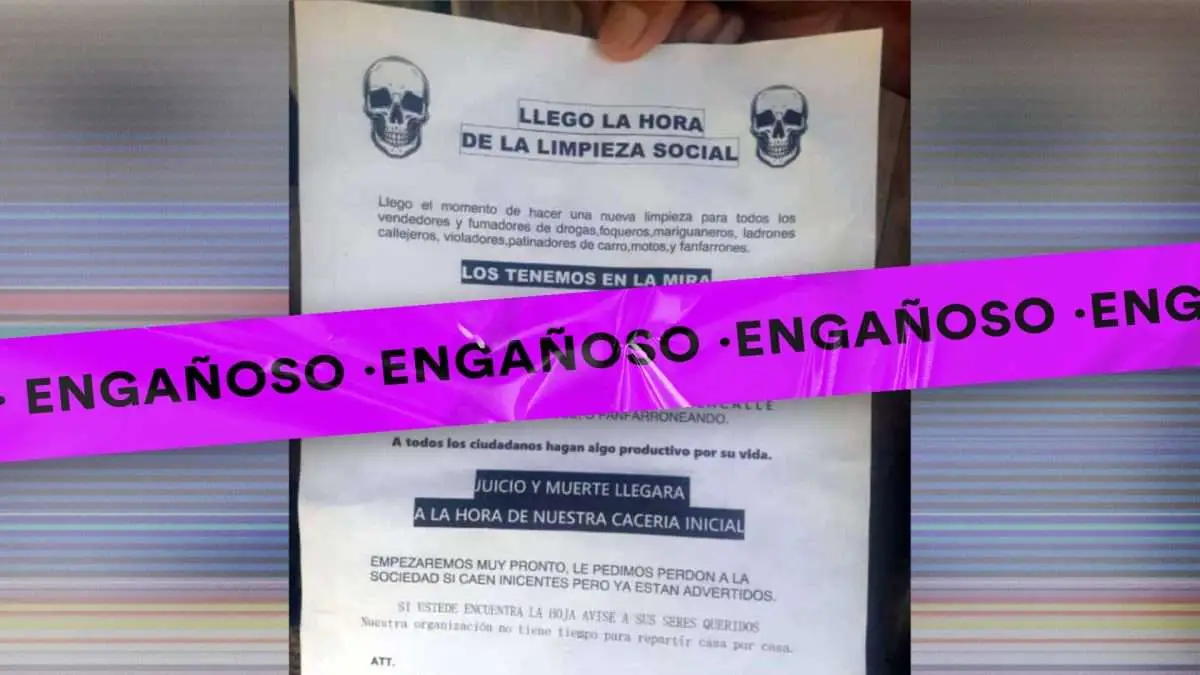 LLEGO LA HORA
DE LA LIMPIEZA SOCIAL
Llego el momento de hacer una nueva limpieza para todos los
vendedores y fumadores de drogas,foqueros,mariguaneros, ladrones
callejeros, violadores,patinadores de carro,motos,y fanfarrones.
LOS TENEMOS EN LA MIRA
· ENGAÑOSO · ENGAÑOSO · ENGAÑOSO · ENG
FANFARRONEANDO.
A todos los ciudadanos hagan algo productivo por su vida.
JUICIO Y MUERTE LLEGARA
A LA HORA DE NUESTRA CACERIA INICIAL
EMPEZAREMOS MUY PRONTO, LE PEDIMOS PERDON A LA
SOCIEDAD SI CAEN INICENTES PERO YA ESTAN ADVERTIDOS.
SI USTEDE ENCUENTRA LA HOJA AVISE A SUS SERES QUERIDOS
Nuestra organización no tiene tiempo para repartir casa por casa.
ATT.